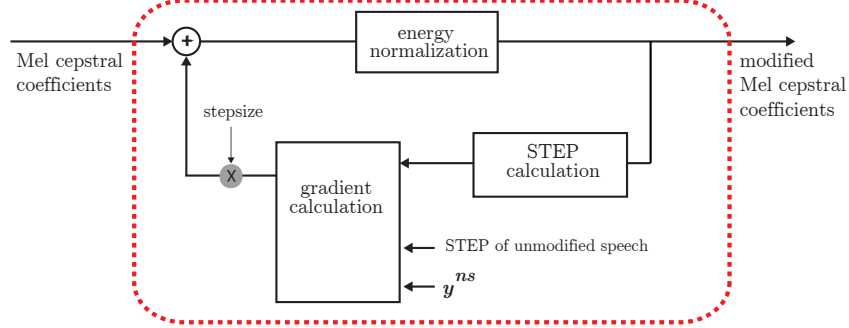 +
energy
normalization
Mel cepstral
coefficients
modified
Mel cepstral
coefficients
stepsize
STEP
calculation
X
gradient
calculation
STEP of unmodified speech
y^{ns}